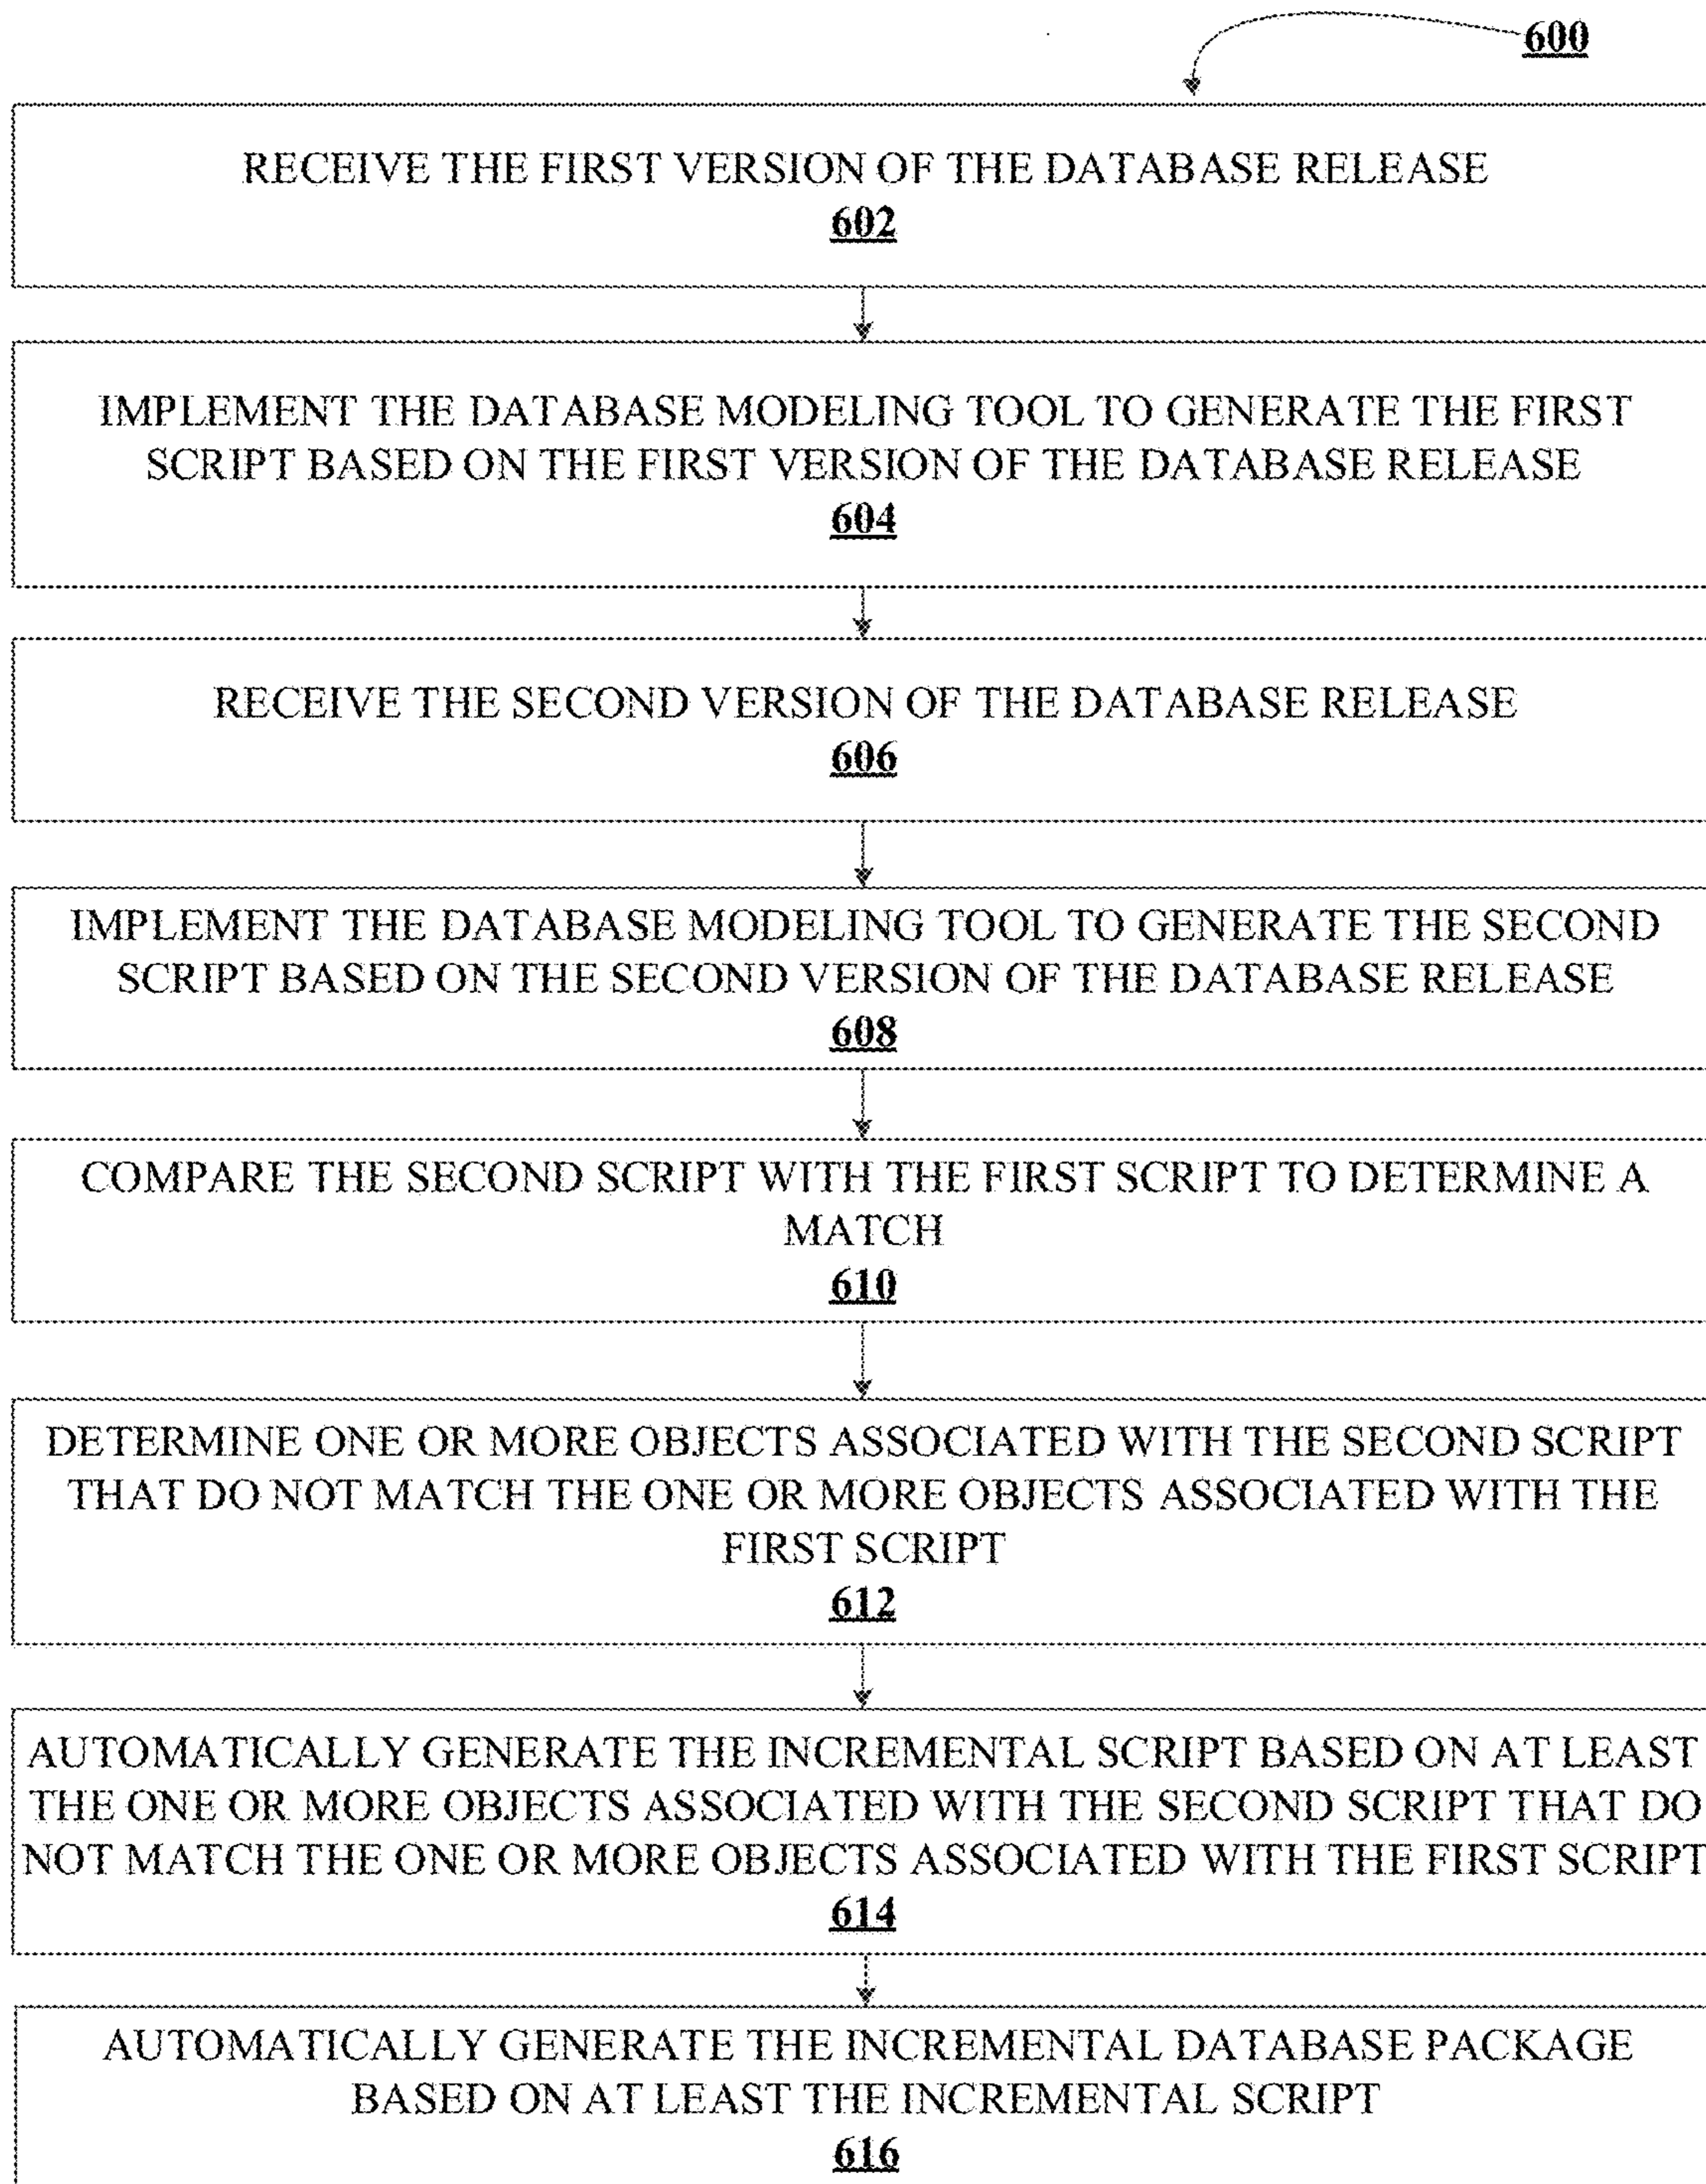 600
RECEIVE THE FIRST VERSION OF THE DATABASE RELEASE
602
IMPLEMENT THE DATABASE MODELING TOOL TO GENERATE THE FIRST
SCRIPT BASED ON THE FIRST VERSION OF THE DATABASE RELEASE
604
RECEIVE THE SECOND VERSION OF THE DATABASE RELEASE
606
IMPLEMENT THE DATABASE MODELING TOOL TO GENERATE THE SECOND
SCRIPT BASED ON THE SECOND VERSION OF THE DATABASE RELEASE
608
COMPARE THE SECOND SCRIPT WITH THE FIRST SCRIPT TO DETERMINE A
MATCH
610
DETERMINE ONE OR MORE OBJECTS ASSOCIATED WITH THE SECOND SCRIPT
THAT DO NOT MATCH THE ONE OR MORE OBJECTS ASSOCIATED WITH THE
FIRST SCRIPT
612
AUTOMATICALLY GENERATE THE INCREMENTAL SCRIPT BASED ON AT LEAST
THE ONE OR MORE OBJECTS ASSOCIATED WITH THE SECOND SCRIPT THAT DO
NOT MATCH THE ONE OR MORE OBJECTS ASSOCIATED WITH THE FIRST SCRIPT
614
AUTOMATICALLY GENERATE THE INCREMENTAL DATABASE PACKAGE
BASED ON AT LEAST THE INCREMENTAL SCRIPT
616